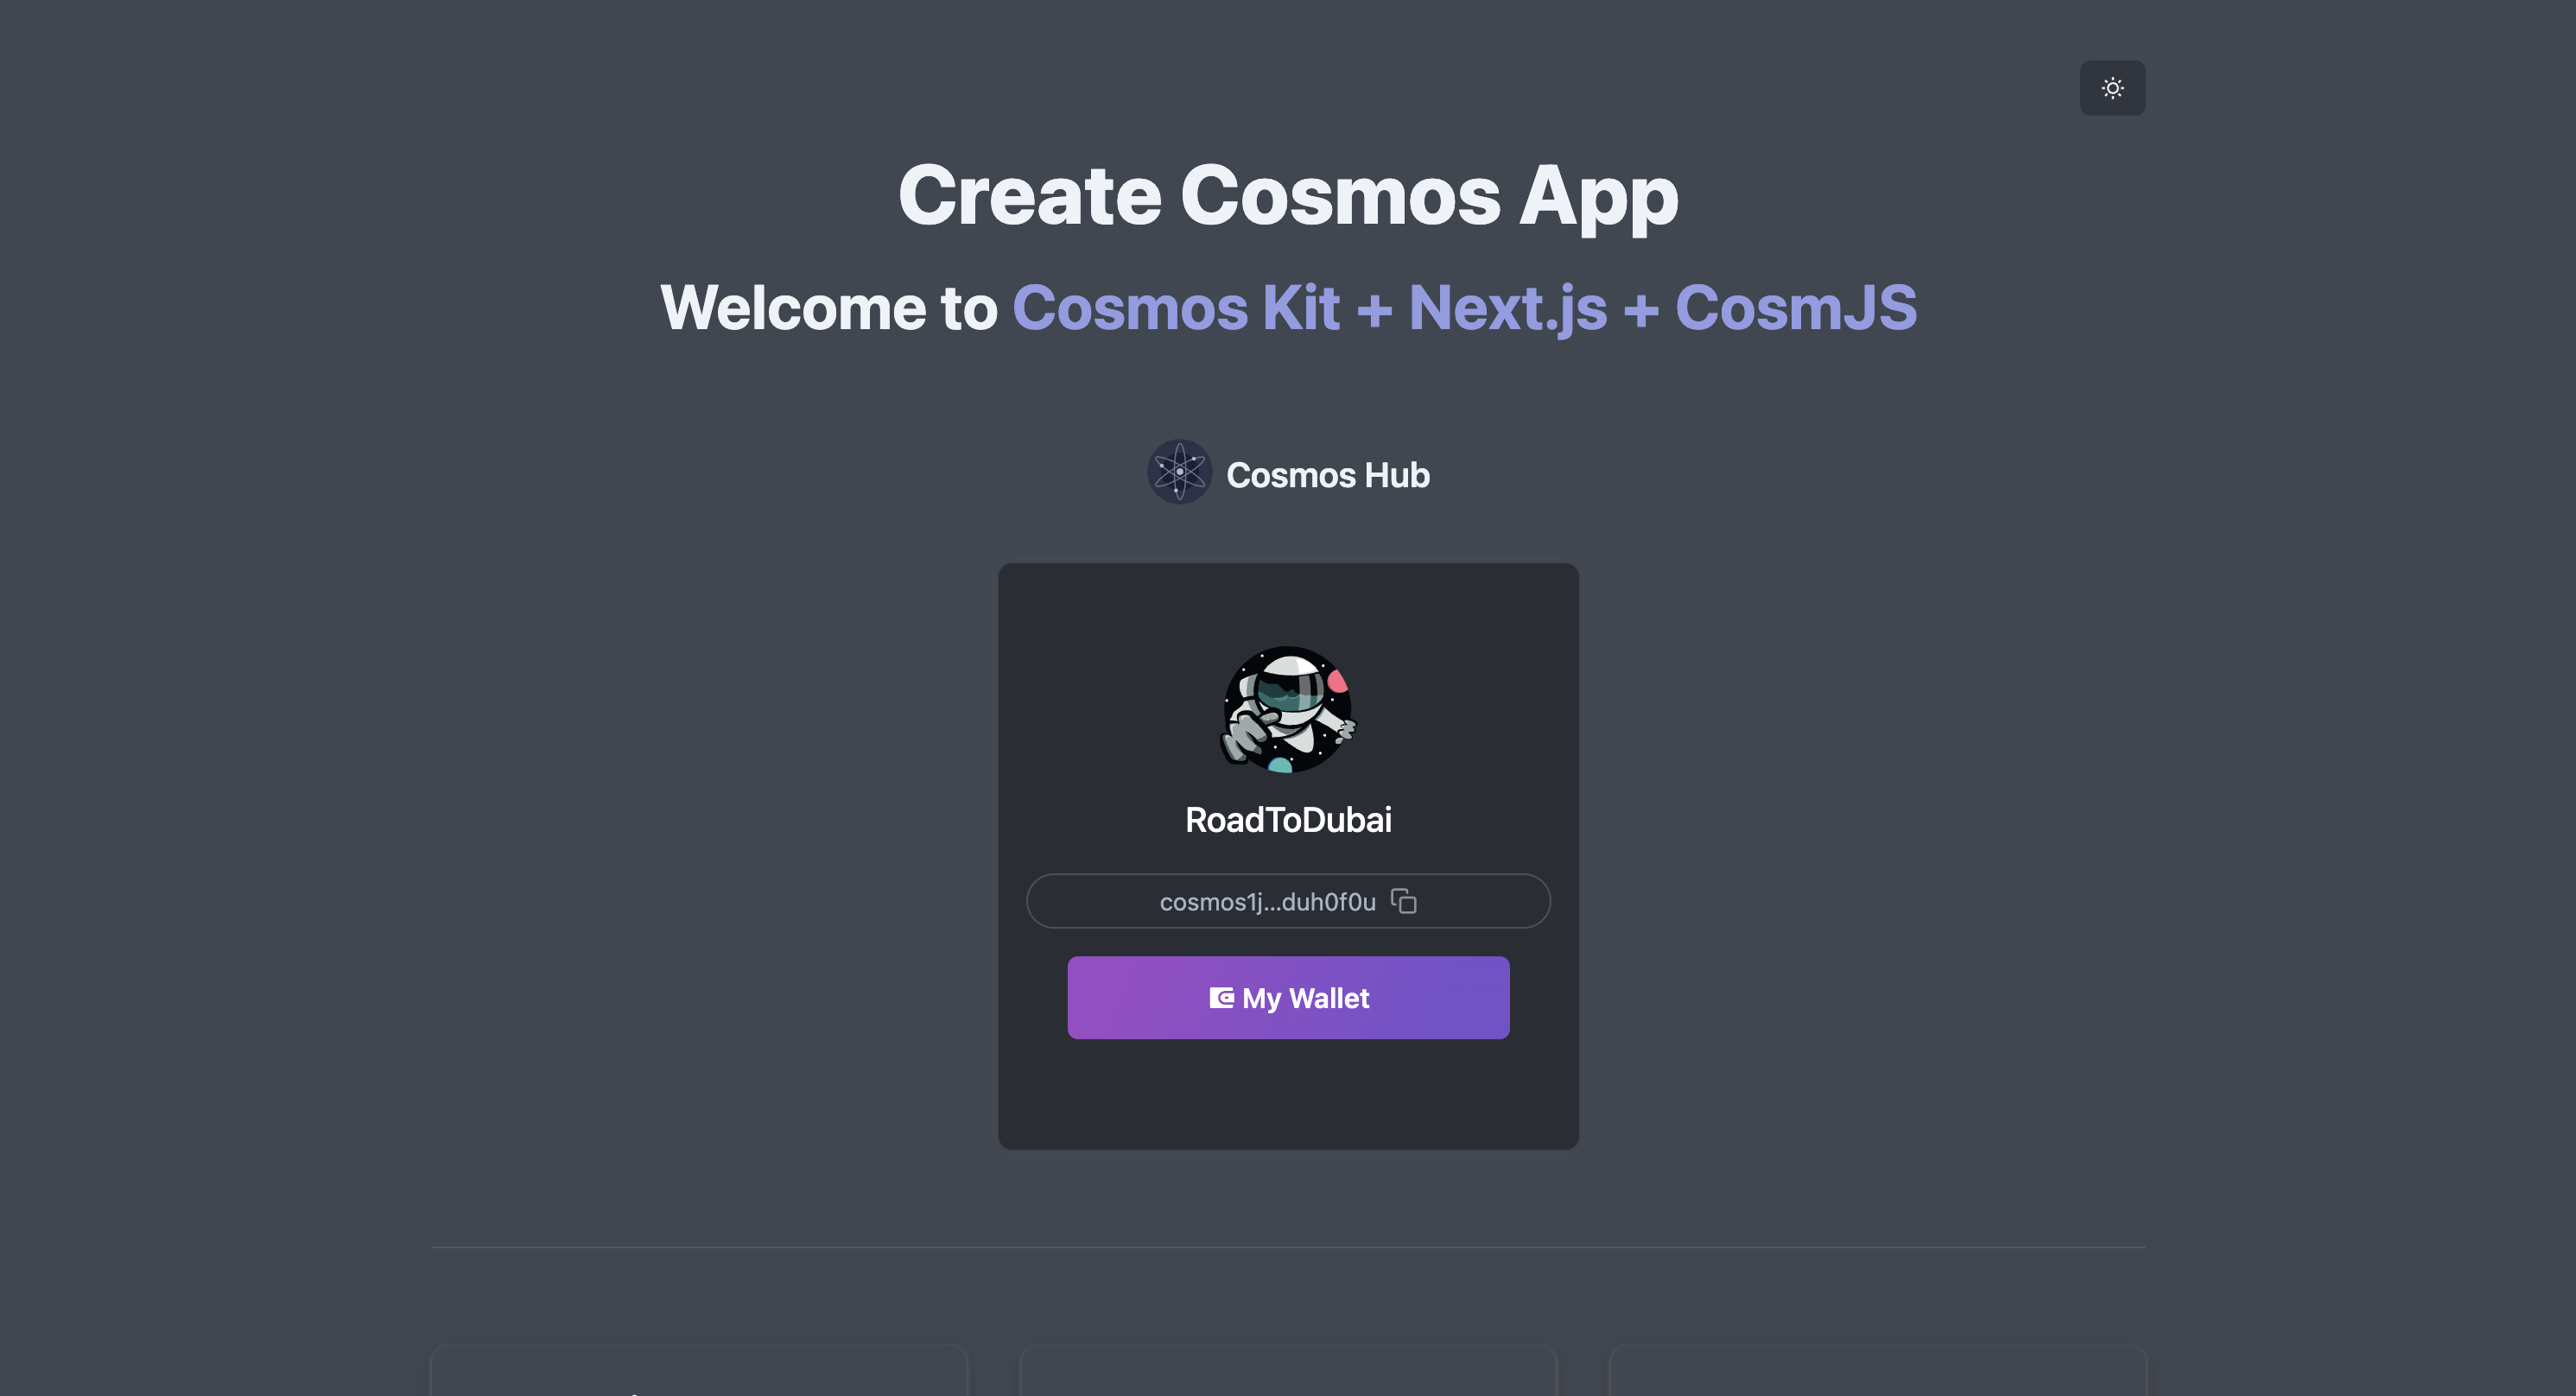 Create Cosmos App
Welcome to Cosmos Kit + Next.js + CosmJS
Cosmos Hub
RoadToDubai
cosmos1j...duh0f0u
My Wallet